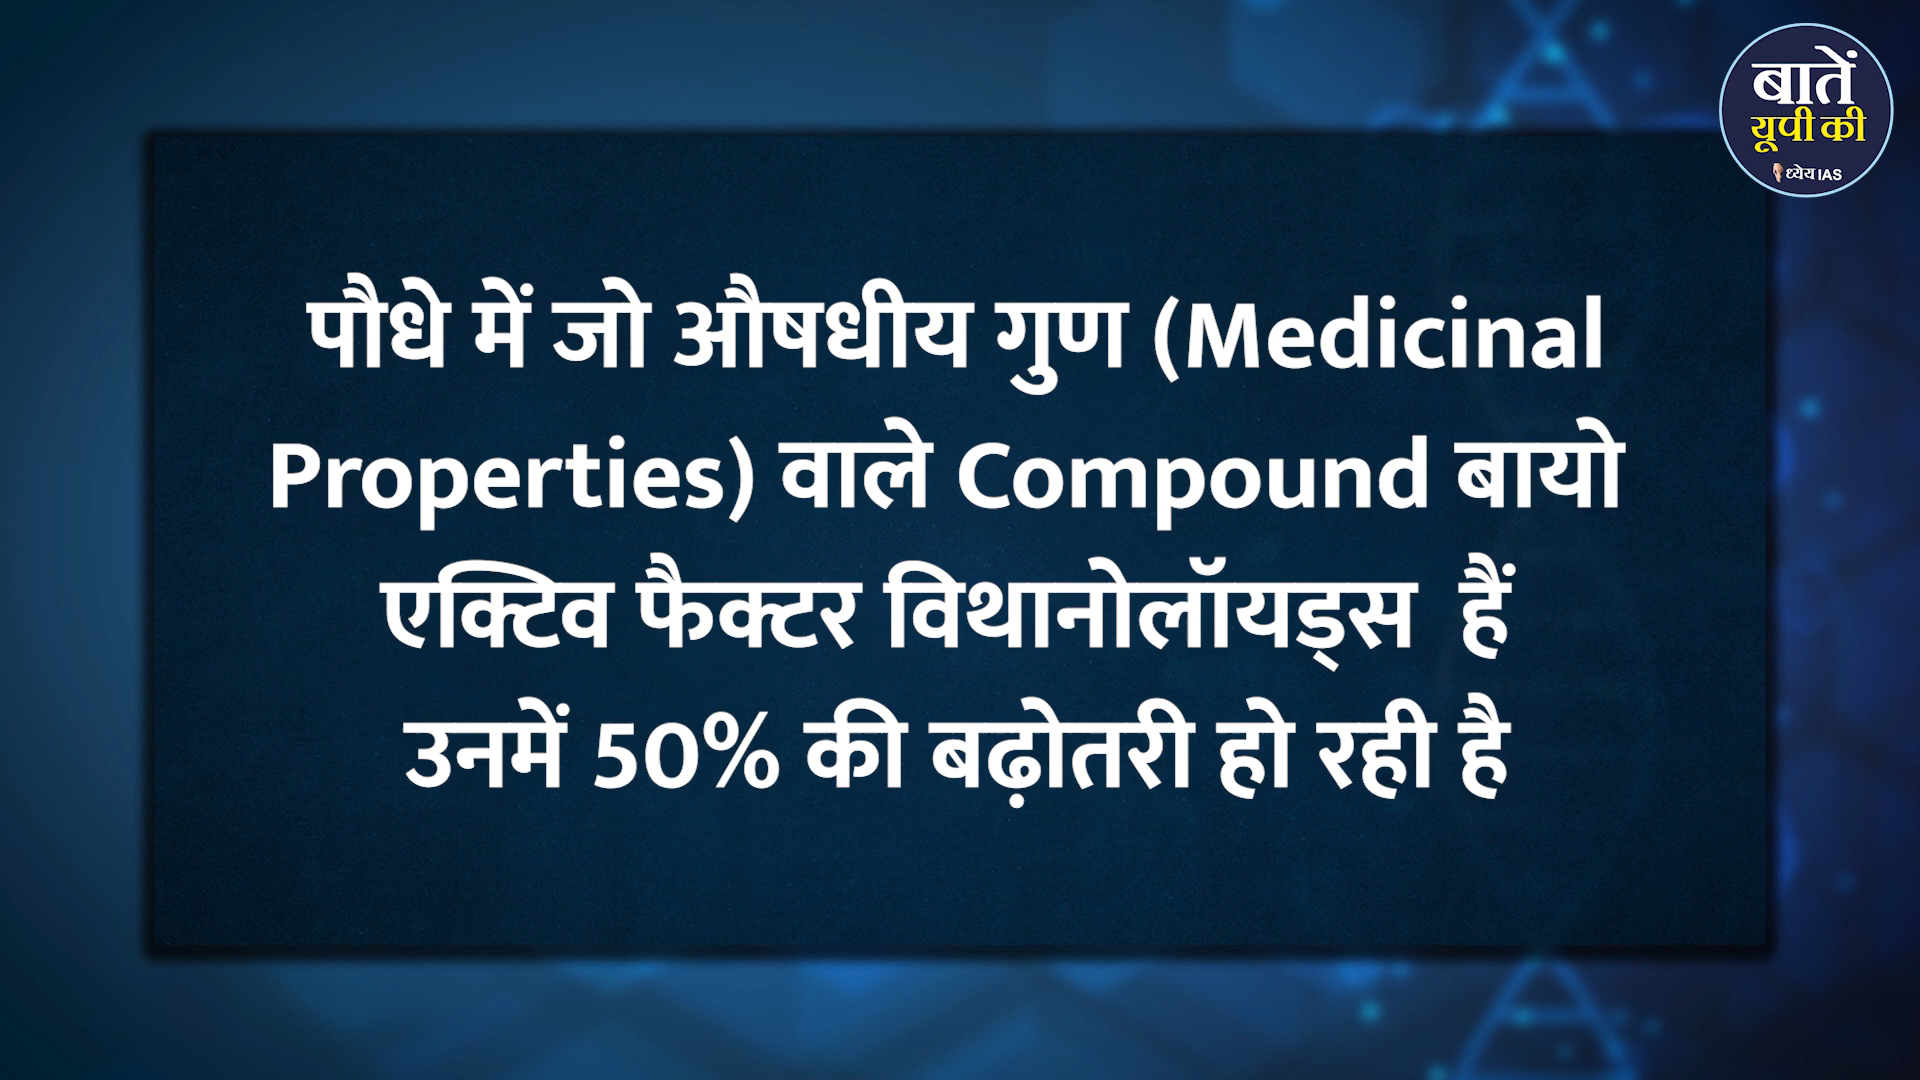 बातें
यूपी की
ध्येय IAS
पौधे में जो औषधीय गुण (Medicinal
Properties) वाले Compound बायो
एक्टिव फैक्टर विथानोलॉयड्स हैं
उनमें 50% की बढ़ोतरी हो रही है